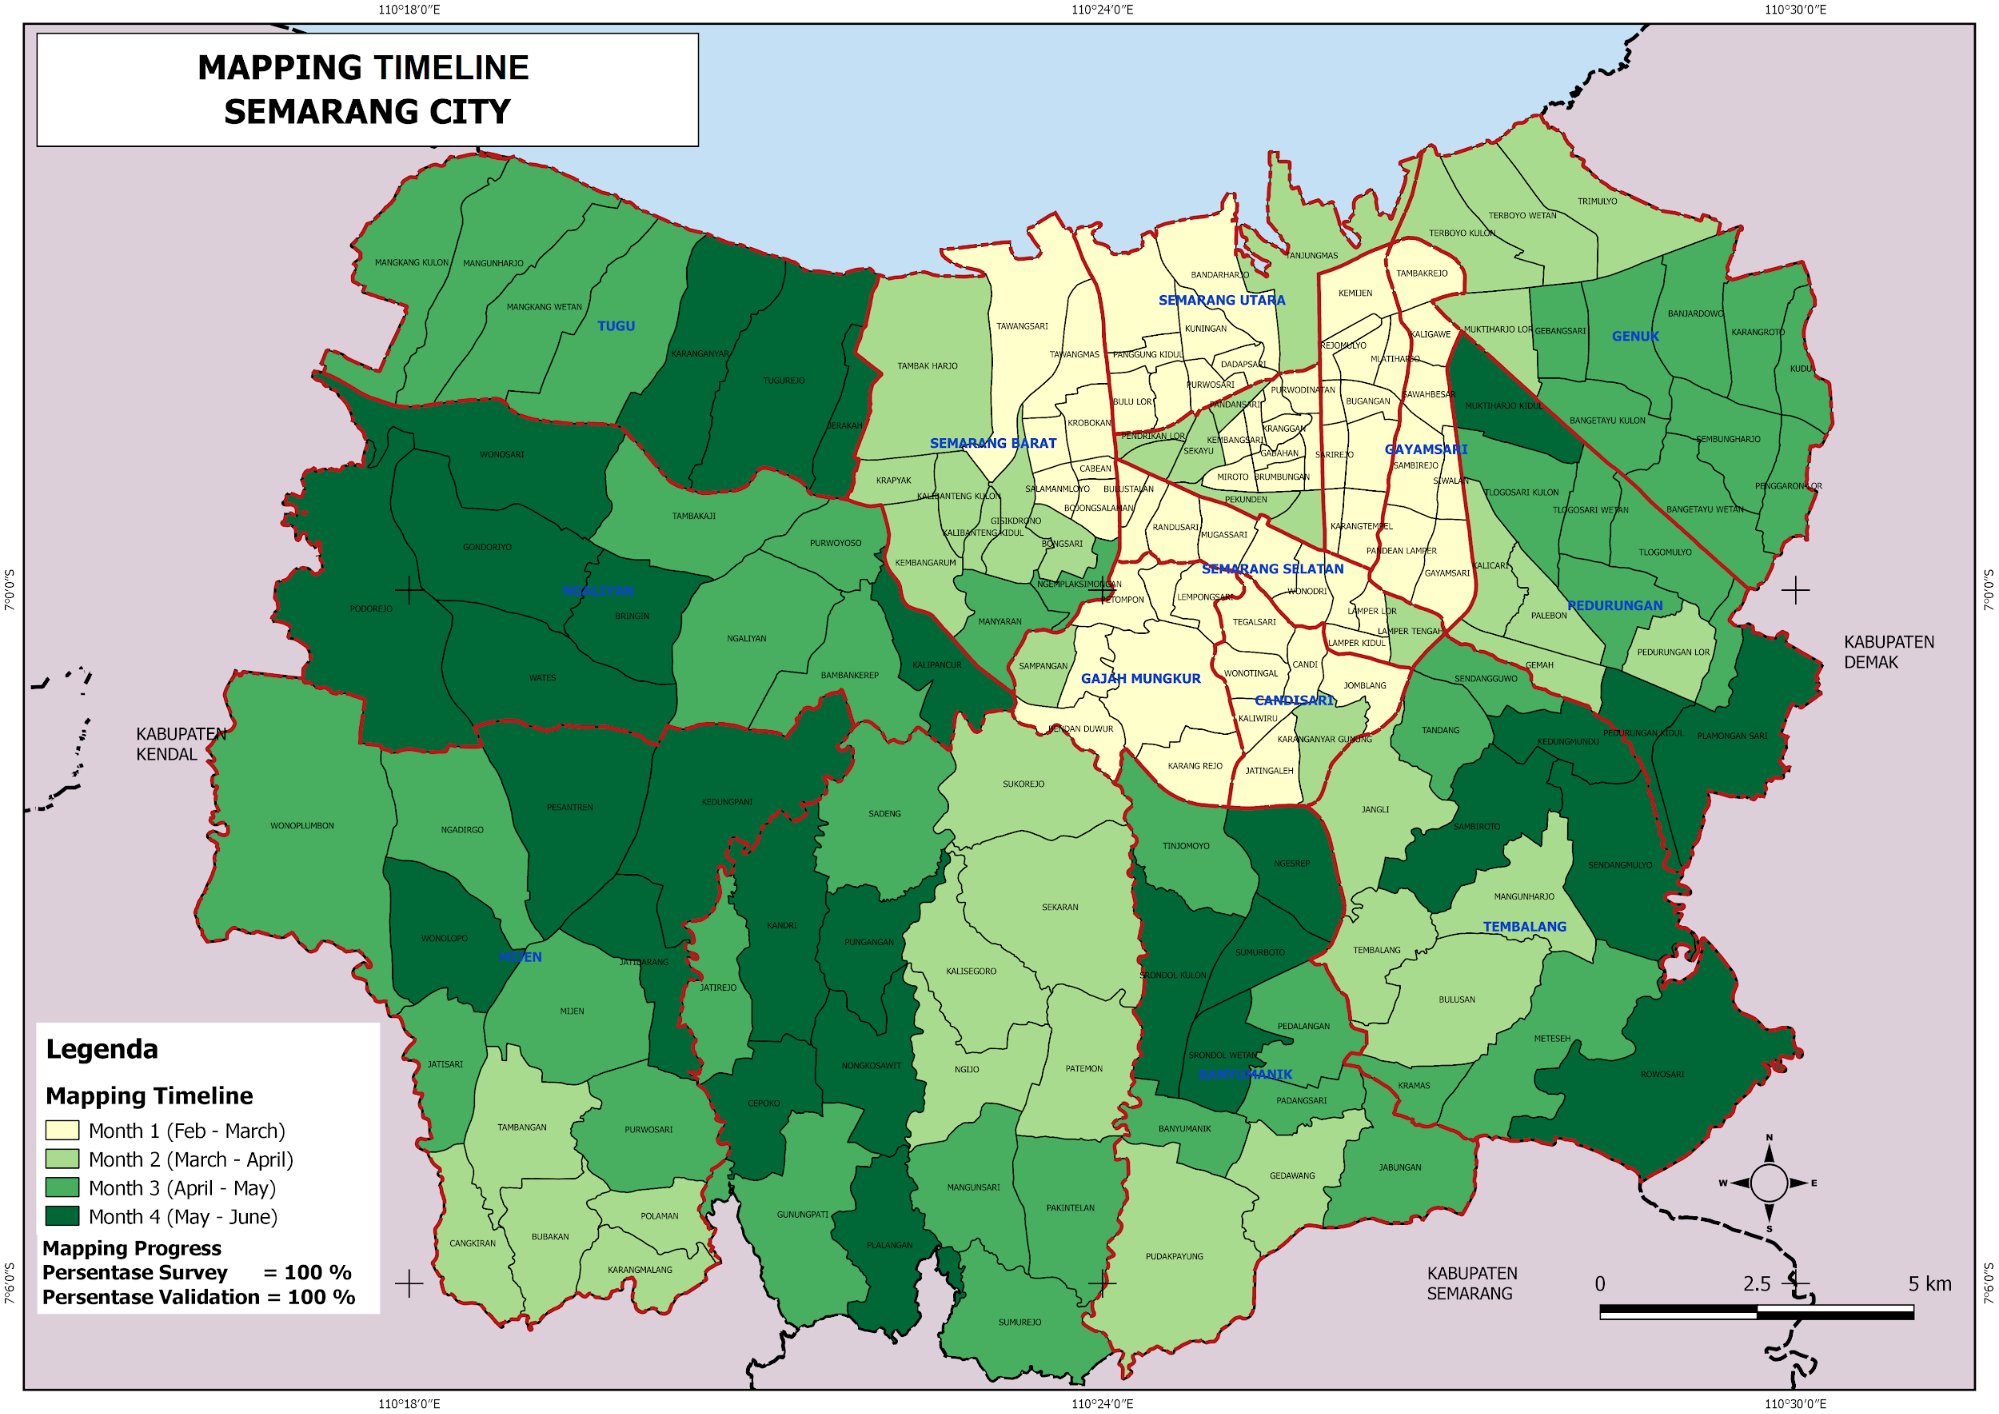 110°18'0"E
110°24'0"E
110°30'0"E
MAPPING TIMELINE
SEMARANG CITY
TRIMULYO
TERBOYO WETAN
TERBOYO KULON
TANJUNGMAS
MANGKANG KULON
MANGUNHARJO
MANGKANG WETAN
TUGU
KARANGANYAR
TUGUREJO
JERAKAH
BANDARHARJO
SEMARANG UTARA
KUNINGAN
PANGGUNG KIDUL
DADAPSARI
PURWOSARI
BULU LOR
TAMBAKREJO
KEMIJEN
KALIGAWE
REJOMULYO
MLATIHARJO
MUKTIHARJO LOR
GEBANGSARI
GENUK
BANJARDOWO
KARANGROTO
KUDU
TAWANGSARI
TAWANGMAS
TAMBAK HARJO
PURWODINATAN
PANDANSARI
BUGANGAN
SAWAHBESAR
MUKTIHARJO KIDUL
BANGETAYU KULON
SEMBUNGHARJO
PENGGARON LOR
BANGETAYU WETAN
KROBOKAN
SEMARANG BARAT
PENDRIKAN LOR
KEMBANGSARI
KRANGGAN
GABAHAN
SEKAYU
SARIREJO
GAYAMSARI
SAMBIREJO
SIWALAN
WONOSARI
CABEAN
KRAPYAK
KALIBANTENG KULON
SALAMANMLOYO
BULUSTALAN
MIROTO
BRUMBUNGAN
PEKUNDEN
BOJONGSALAMAN
TLOGOSARI KULON
TLOGOSARI WETAN
TLOGOMULYO
TAMBAKAJI
PURWOYOSO
GISIKDRONO
KALIBANTENG KIDUL
BONGSARI
RANDUSARI
MUGASSARI
KARANGTEMPEL
PANDEAN LAMPER
GAYAMSARI
KALICARI
GONDORIYO
KEMBANGARUM
NGEMPLAKSIMONGAN
PETOMPON
LEMPONGSARI
SEMARANG SELATAN
WONODRI
7°0'0"S
7°0'0"S
NGALIYAN
PODOREJO
BRINGIN
NGALIYAN
MANYARAN
TEGALSARI
LAMPER LOR
LAMPER TENGAH
LAMPER KIDUL
PALEBON
PEDURUNGAN
PEDURUNGAN LOR
KABUPATEN
DEMAK
WATES
BAMBANKEREP
KALIPANCUR
SAMPANGAN
GAJAH MUNGKUR
WONOTINGAL
CANDI
JOMBLANG
CANDISARI
GEMAH
SENDANGGUWO
KABUPATEN
KENDAL
BENDAN DUWUR
KALIWIRU
KARANGANYAR GUNUNG
TANDANG
KEDUNGMUNDU
PEDURUNGAN KIDUL
PLAMONGAN SARI
KARANG REJO
JATINGALEH
WONOPLUMBON
NGADIRGO
PESANTREN
KEDUNGPANI
SADENG
SUKOREJO
JANGLI
SAMBIROTO
TINJOMOYO
NGESREP
SENDANGMULYO
MANGUNHARJO
TEMBALANG
SEKARAN
KANDRI
PUNGANGAN
WONOLOPO
MIJEN
JATIBARANG
JATIREJO
KALISEGORO
SRONDOL KULON
SUMURBOTO
TEMBALANG
BULUSAN
MIJEN
PEDALANGAN
METESEH
JATISARI
NONGKOSAWIT
NGIJO
PATEMON
SRONDOL WETAN
BANYUMANIK
KRAMAS
ROWOSARI
CEPOKO
PADANGSARI
TAMBANGAN
PURWOSARI
BANYUMANIK
JABUNGAN
GEDAWANG
MANGUNSARI
PAKINTELAN
GUNUNGPATI
POLAMAN
CANGKIRAN
BUBAKAN
KARANGMALANG
PLALANGAN
PUDAKPAYUNG
SUMUREJO
KABUPATEN
SEMARANG
Legenda
Mapping Timeline
Month 1 (Feb - March)
Month 2 (March - April)
Month 3 (April - May)
Month 4 (May - June)
Mapping Progress
Persentase Survey = 100 %
Persentase Validation = 100 %
N
W E
S
0 2.5 5 km
7°6'0"S
7°6'0"S
110°18'0"E
110°24'0"E
110°30'0"E